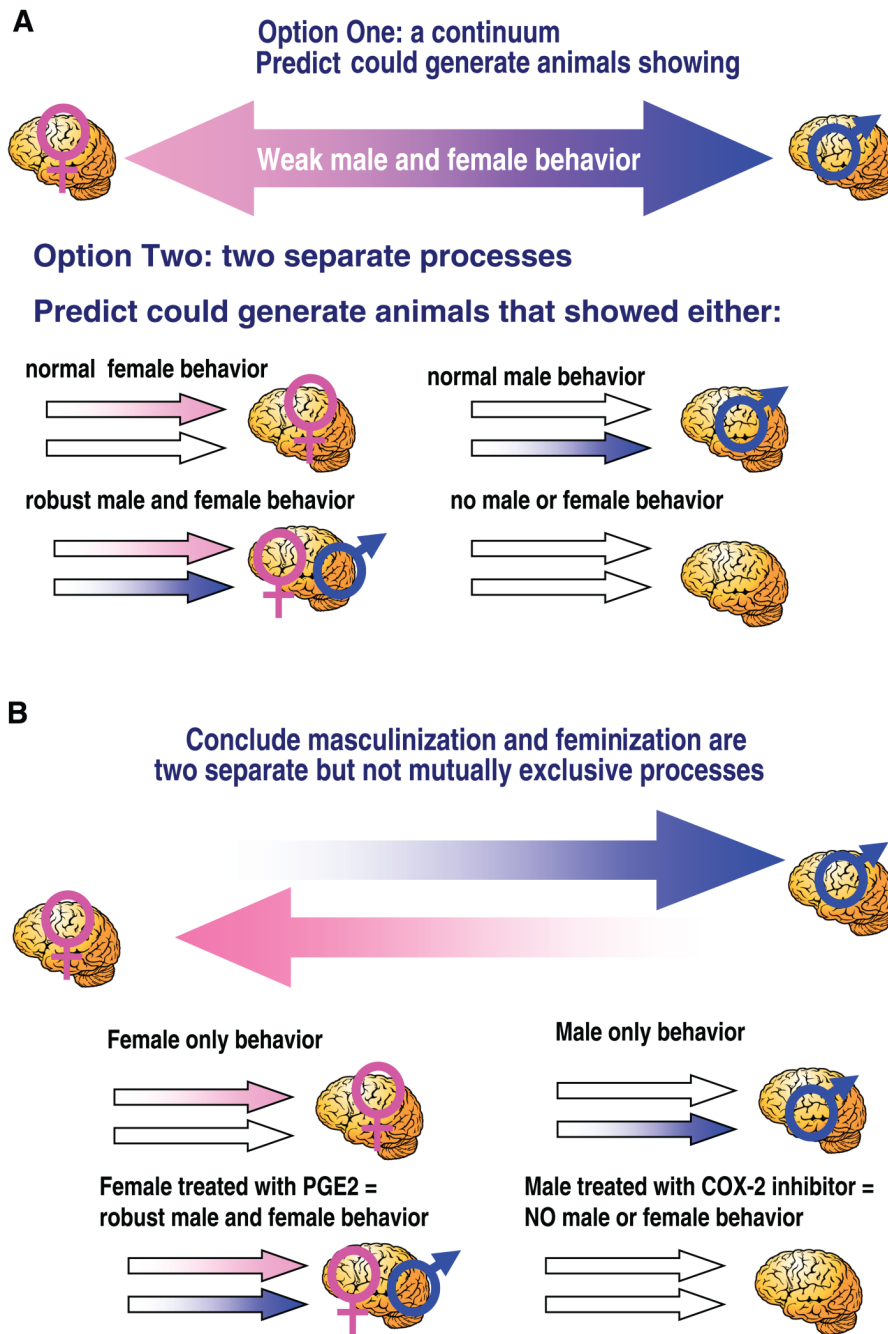 A
Option One: a continuum
Predict could generate animals showing
Weak male and female behavior
Option Two: two separate processes
Predict could generate animals that showed either:
normal female behavior
normal male behavior
robust male and female behavior
no male or female behavior
B
Conclude masculinization and feminization are
two separate but not mutually exclusive processes
Female only behavior
Male only behavior
Female treated with PGE2 =
robust male and female behavior
Male treated with COX-2 inhibitor =
NO male or female behavior